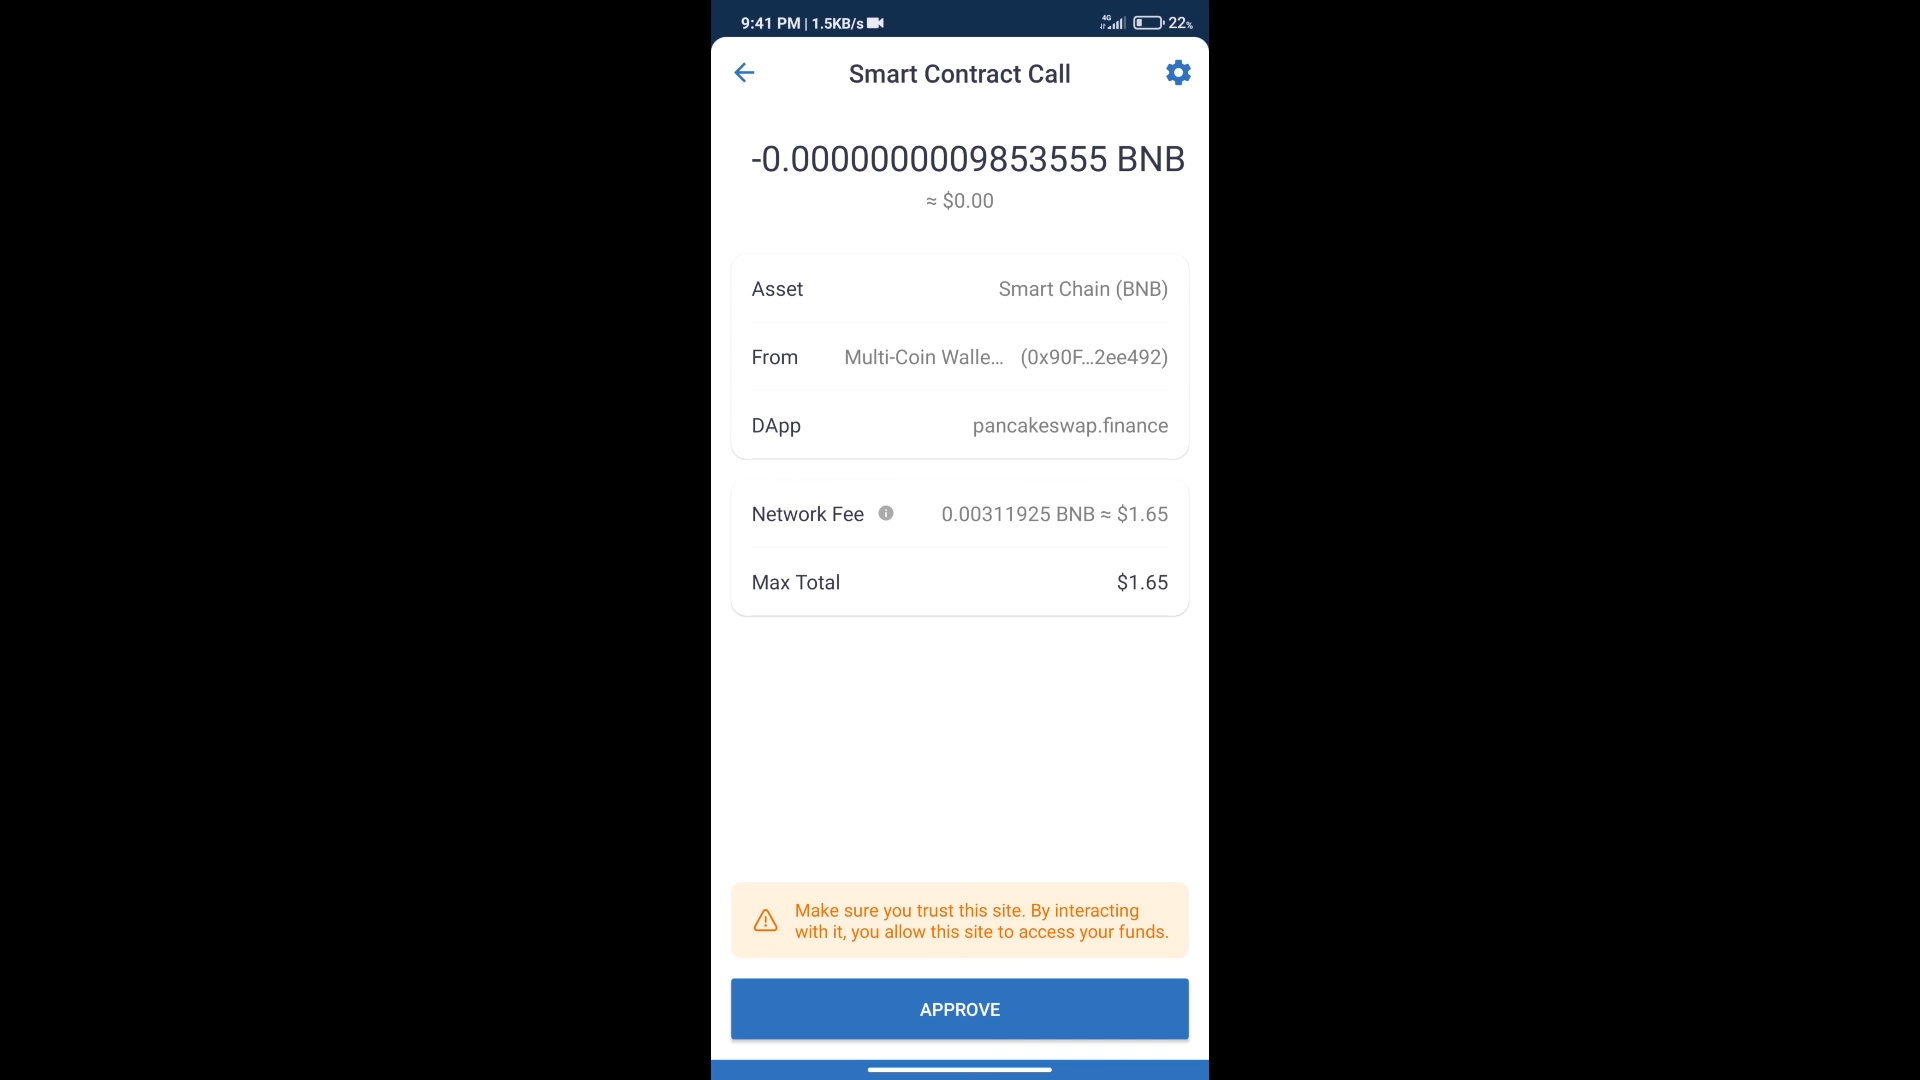 9:41 PM | 1.5KB/s 4G 22%
Smart Contract Call
-0.0000000009853555 BNB
≈ $0.00
Asset Smart Chain (BNB)
From Multi-Coin Walle... (0x90F...2ee492)
DApp pancakeswap.finance
Network Fee 0.00311925 BNB ≈ $1.65
Max Total $1.65
Make sure you trust this site. By interacting
with it, you allow this site to access your funds.
APPROVE